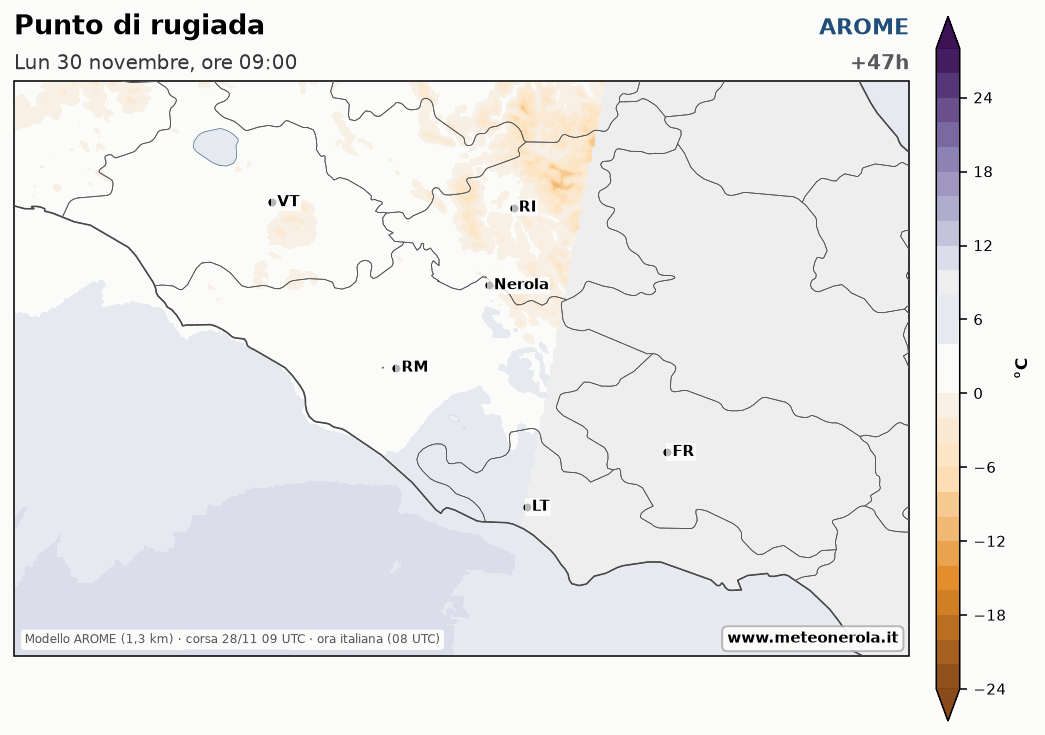 Punto di rugiada
AROME
Lun 30 novembre, ore 09:00
+47h
VT
RI
Nerola
RM
FR
LT
24
18
12
6
0
−6
−12
−18
−24
°C
Modello AROME (1,3 km) · corsa 28/11 09 UTC · ora italiana (08 UTC)
www.meteonerola.it